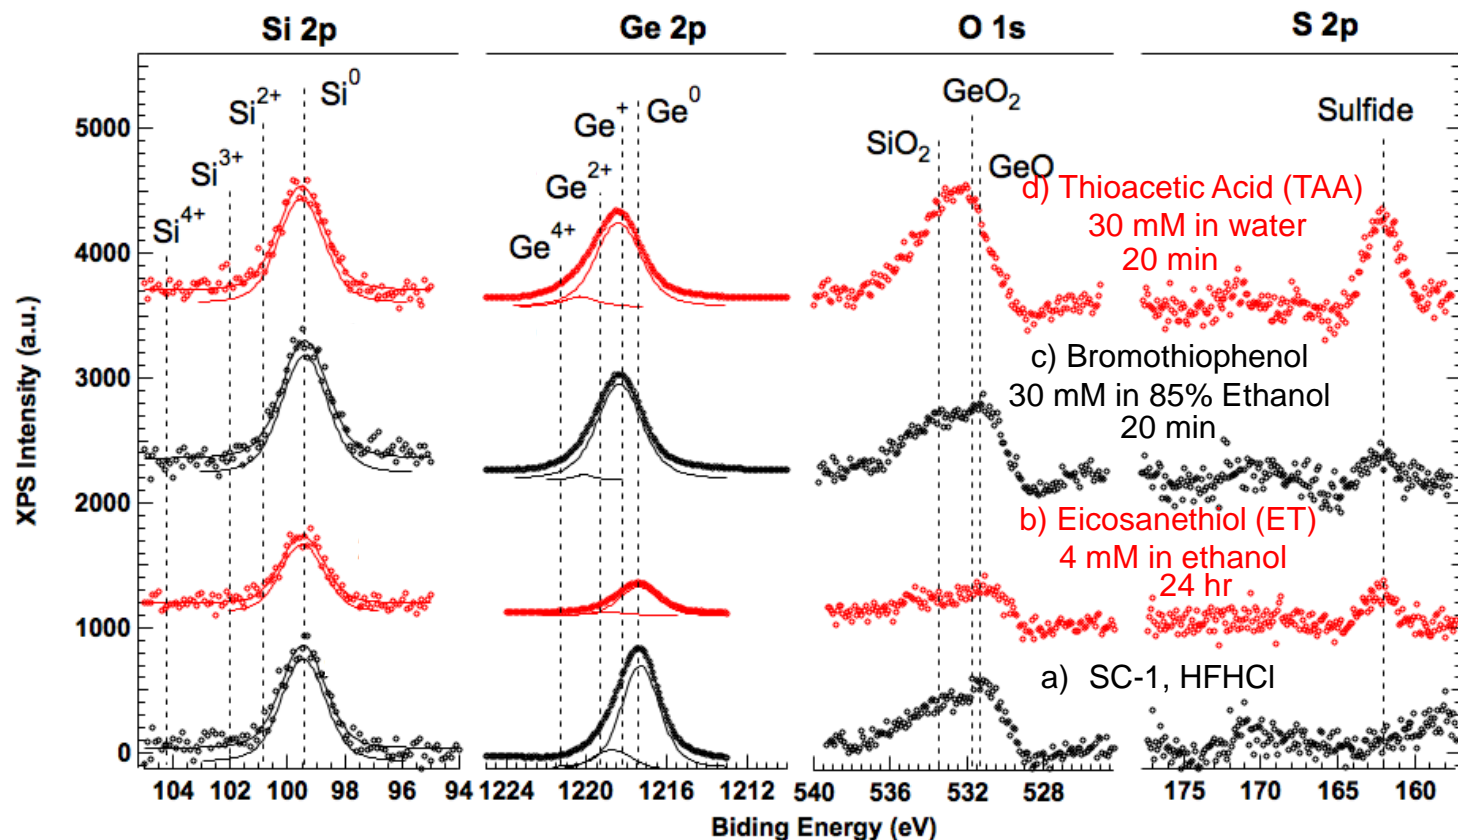 Si 2p Ge 2p O 1s S 2p
Si⁴⁺ Si³⁺ Si²⁺ Si⁰
Ge⁴⁺ Ge²⁺ Ge⁺ Ge⁰
SiO₂ GeO₂ GeO
Sulfide
d) Thioacetic Acid (TAA)
30 mM in water
20 min
c) Bromothiophenol
30 mM in 85% Ethanol
20 min
b) Eicosanethiol (ET)
4 mM in ethanol
24 hr
a) SC-1, HFHCl
XPS Intensity (a.u.)
5000
4000
3000
2000
1000
0
104 102 100 98 96 94
1224 1220 1216 1212
540 536 532 528
175 170 165 160
Biding Energy (eV)